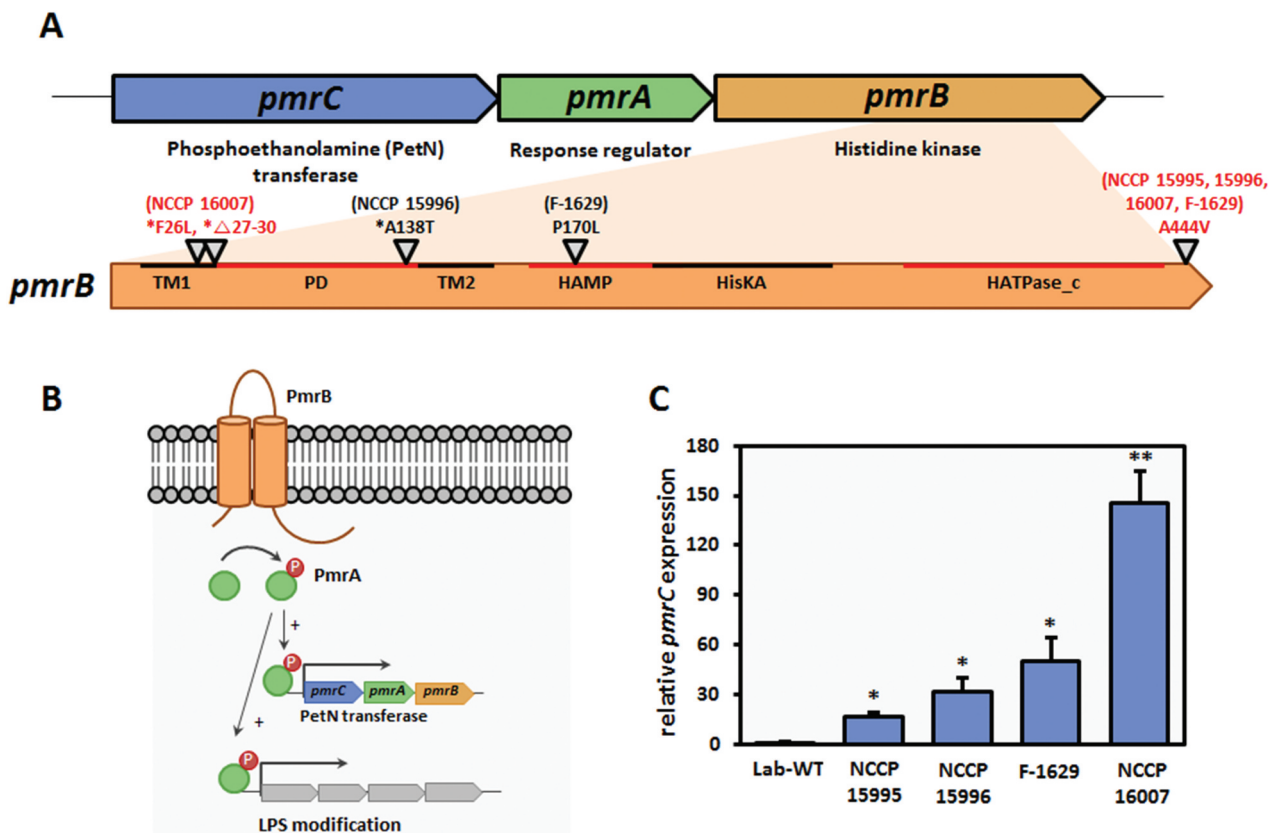 A
pmrC
pmrA
pmrB
Phosphoethanolamine (PetN)
transferase
Response regulator
Histidine kinase
(NCCP 16007)
*F26L, *△27-30
(NCCP 15996)
*A138T
(F-1629)
P170L
(NCCP 15995, 15996,
16007, F-1629)
A444V
pmrB
TM1
PD
TM2
HAMP
HisKA
HATPase_c
B
PmrB
P
PmrA
+
P
pmrC
pmrA
pmrB
PetN transferase
+
P
LPS modification
C
relative pmrC expression
180
150
120
90
60
30
0
*
*
*
**
Lab-WT
NCCP
15995
NCCP
15996
F-1629
NCCP
16007